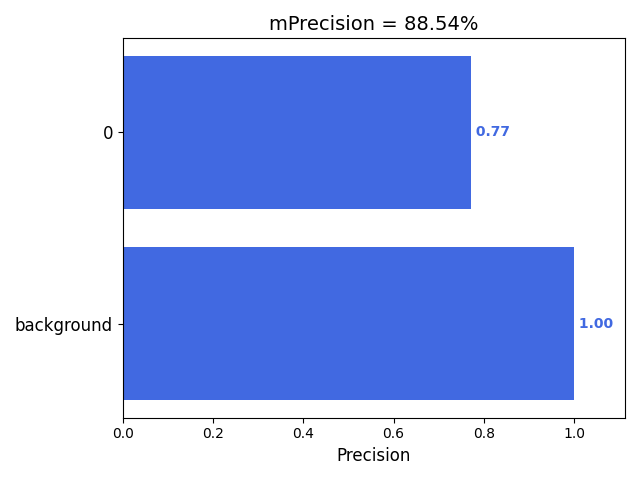 mPrecision = 88.54%
0
0.77
background
1.00
0.0 0.2 0.4 0.6 0.8 1.0
Precision